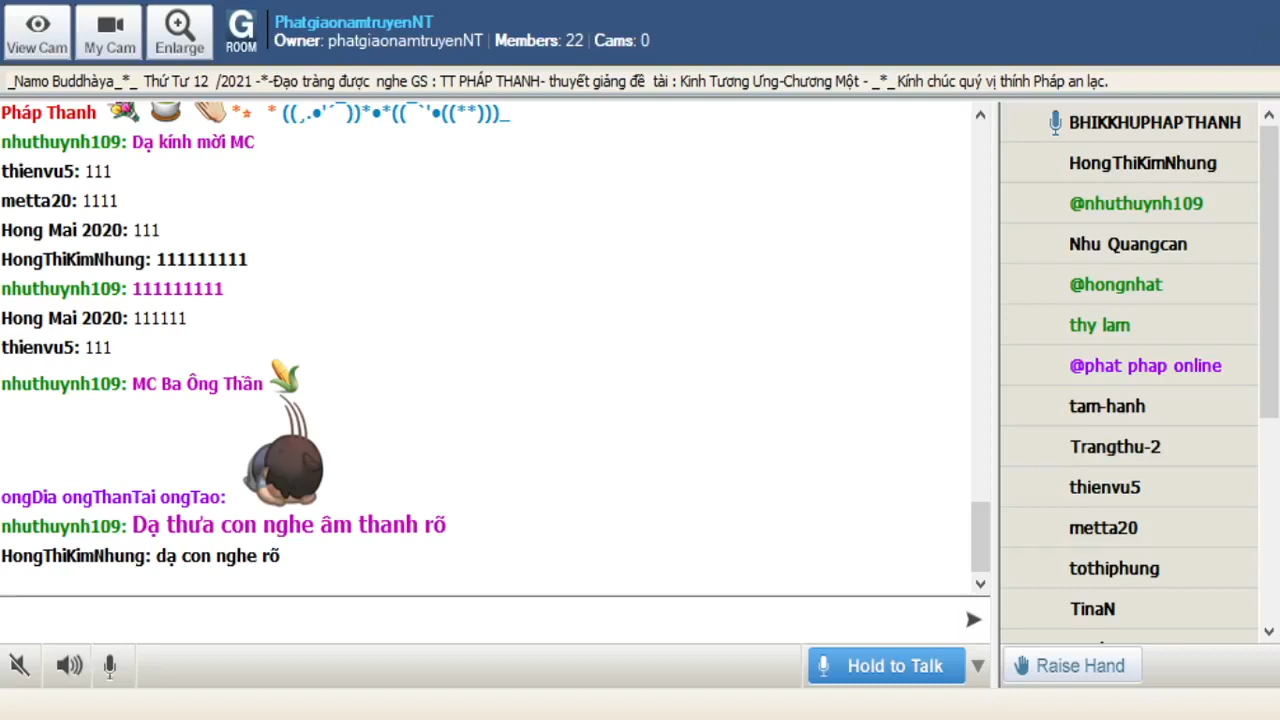 View Cam
My Cam
Enlarge
G
ROOM
PhatgiaonamtruyenNT
Owner: phatgiaonamtruyenNT | Members: 22 | Cams: 0
_Namo Buddhàya_*_ Thứ Tư 12 /2021 -*-Đạo tràng được nghe GS : TT PHÁP THANH- thuyết giảng đề tài : Kinh Tương Ưng-Chương Một - _*_ Kính chúc quý vị thính Pháp an lạc.
Pháp Thanh *⭒ * ((¸.•'´¯))*•*((¯`'•((**)))_
nhuthuynh109: Dạ kính mời MC
thienvu5: 111
metta20: 1111
Hong Mai 2020: 111
HongThiKimNhung: 111111111
nhuthuynh109: 111111111
Hong Mai 2020: 111111
thienvu5: 111
nhuthuynh109: MC Ba Ông Thần
ongDia ongThanTai ongTao:
nhuthuynh109: Dạ thưa con nghe âm thanh rõ
HongThiKimNhung: dạ con nghe rõ
Hold to Talk
BHIKKHUPHAPTHANH
HongThiKimNhung
@nhuthuynh109
Nhu Quangcan
@hongnhat
thy lam
@phat phap online
tam-hanh
Trangthu-2
thienvu5
metta20
tothiphung
TinaN
Raise Hand